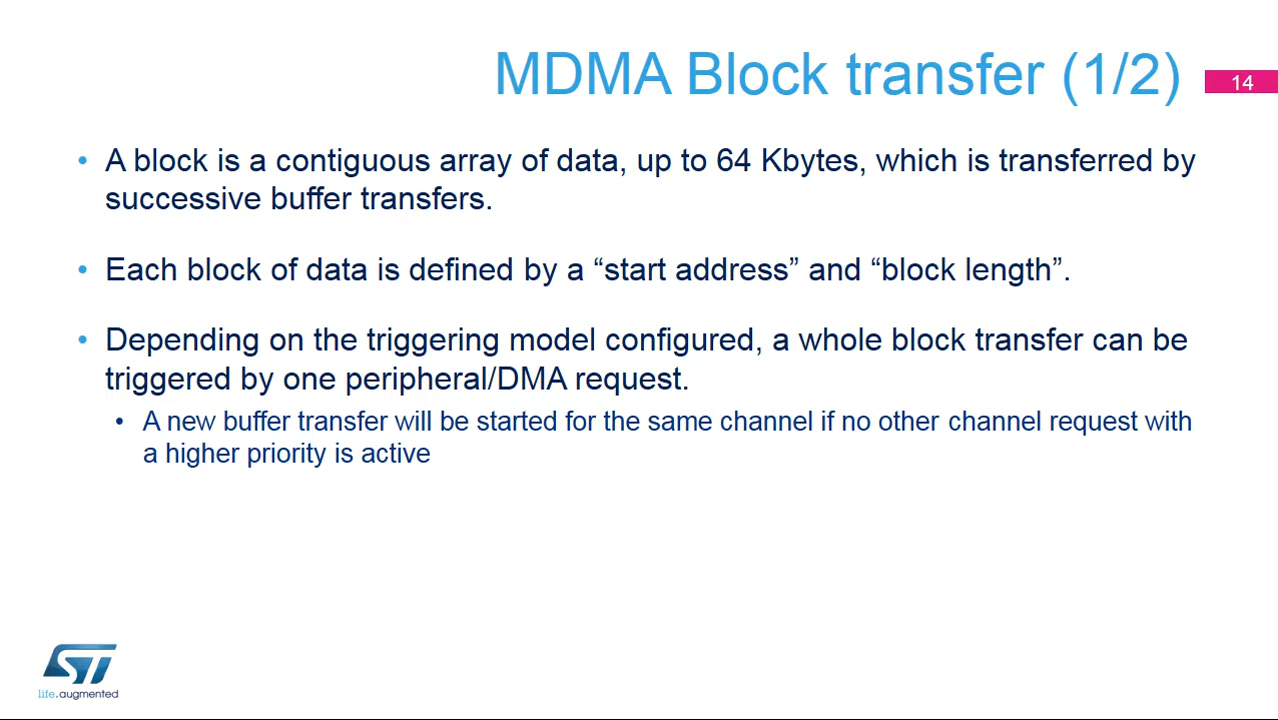 MDMA Block transfer (1/2)
14
• A block is a contiguous array of data, up to 64 Kbytes, which is transferred by
successive buffer transfers.
• Each block of data is defined by a “start address” and “block length”.
• Depending on the triggering model configured, a whole block transfer can be
triggered by one peripheral/DMA request.
• A new buffer transfer will be started for the same channel if no other channel request with
a higher priority is active
ST
life.augmented